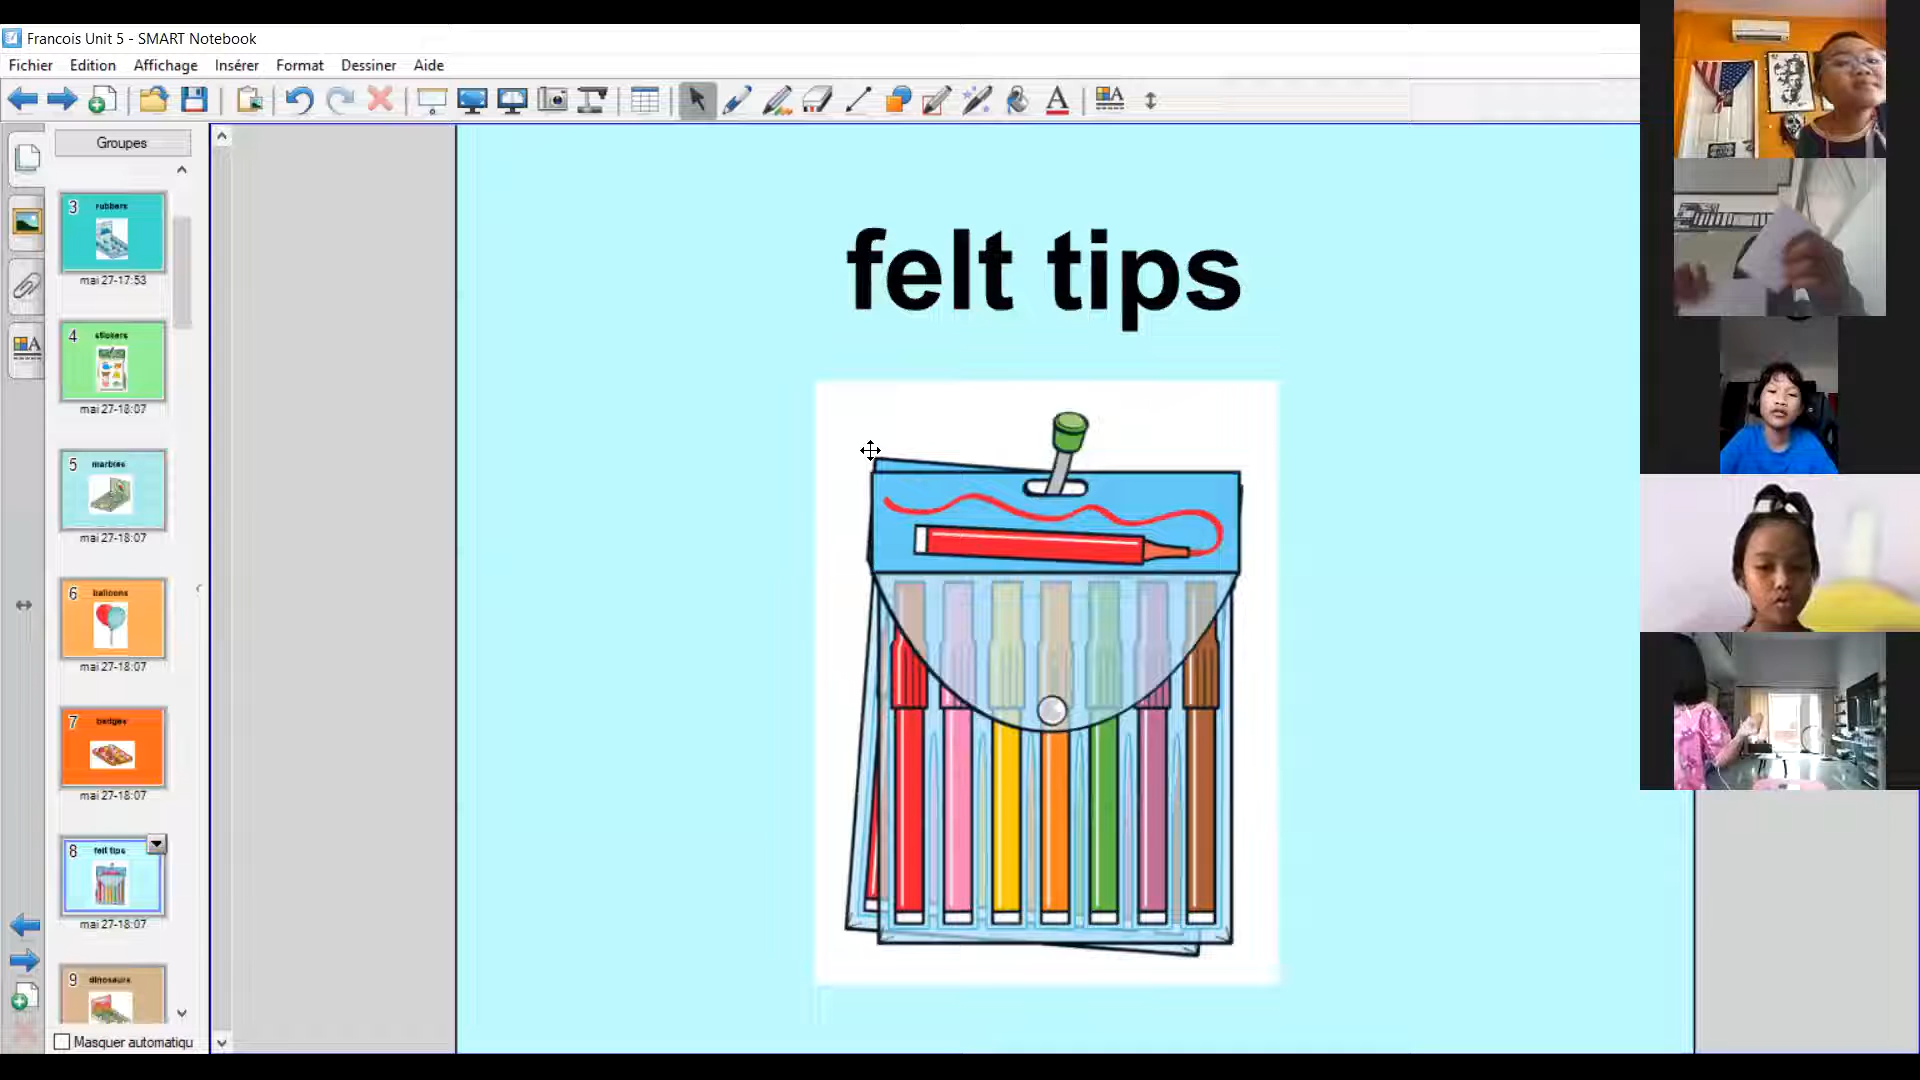 Francois Unit 5 - SMART Notebook
Fichier Edition Affichage Insérer Format Dessiner Aide
Groupes
3 rubbers
mai 27-17:53
4 stickers
mai 27-18:07
5 marbles
mai 27-18:07
6 balloons
mai 27-18:07
7 badges
mai 27-18:07
8 felt tips
mai 27-18:07
9 dinosaurs
Masquer automatiqu
felt tips